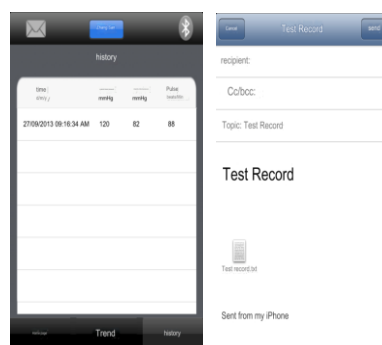 history
time :
mmHg
mmHg
Pulse
27/09/2013 09:16:34 AM 120 82 88
Trend
history
Test Record
send
recipient:
Cc/bcc:
Topic: Test Record
Test Record
Test record.txt
Sent from my iPhone